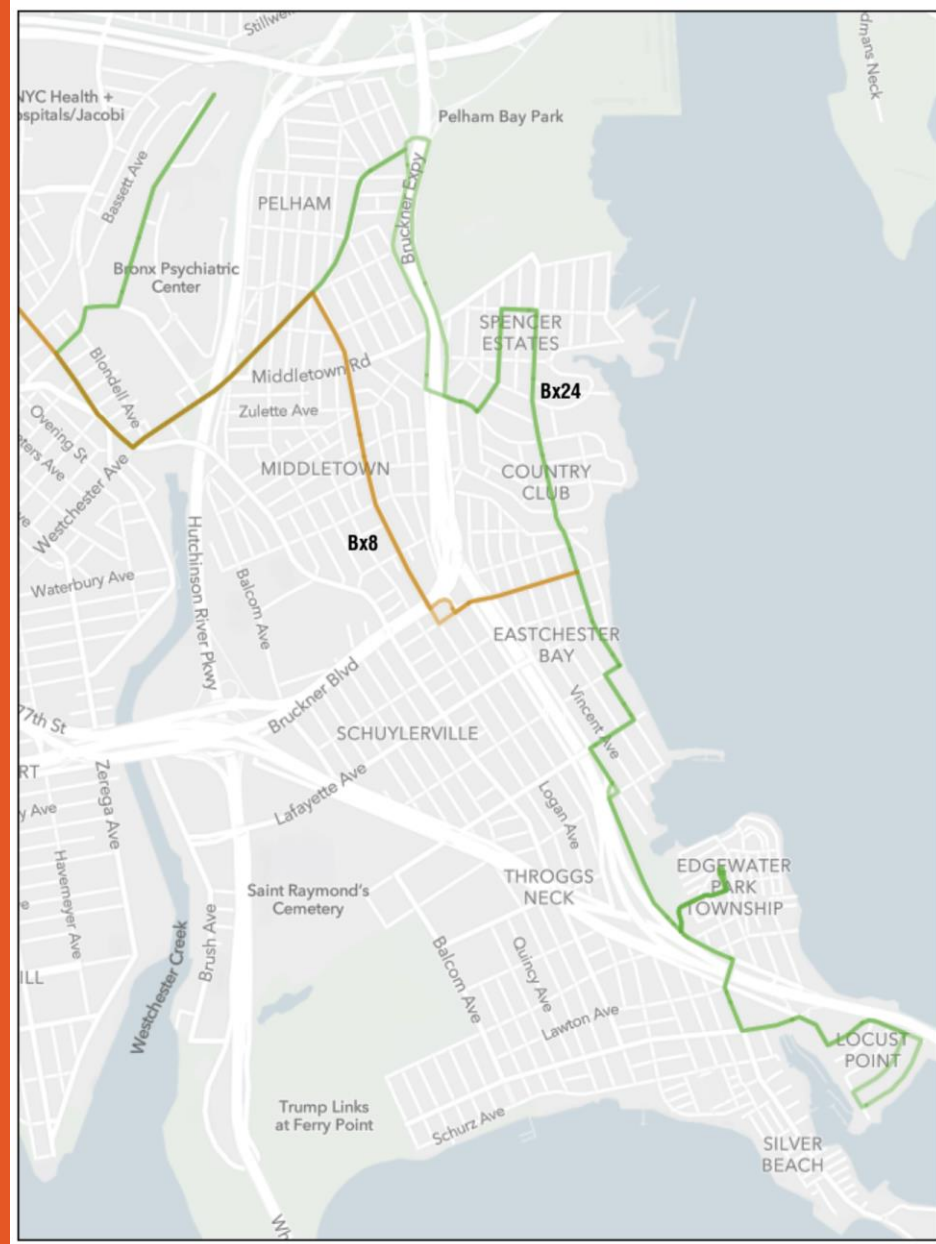 Stillwell
dmans Neck
NYC Health +
ospitals/Jacobi
Pelham Bay Park
Bassett Ave
PELHAM
Bruckner Expy
Bronx Psychiatric
Center
SPENCER
ESTATES
Blondell Ave
Middletown Rd
Bx24
Zulette Ave
Overing St
eters Ave
MIDDLETOWN
COUNTRY
CLUB
Westchester Ave
ve
Hutchinson River Pkwy
Bx8
Waterbury Ave
Balcom Ave
EASTCHESTER
BAY
Bruckner Blvd
Vincent Ave
77th St
SCHUYLERVILLE
RT
Zerega Ave
Lafayette Ave
Logan Ave
y Ave
Havemeyer Ave
EDGEWATER
PARK
TOWNSHIP
THROGGS
NECK
Saint Raymond's
Cemetery
Brush Ave
Westchester Creek
Balcom Ave
Quincy Ave
ILL
Lawton Ave
LOCUST
POINT
Trump Links
at Ferry Point
Schurz Ave
SILVER
BEACH
Wh